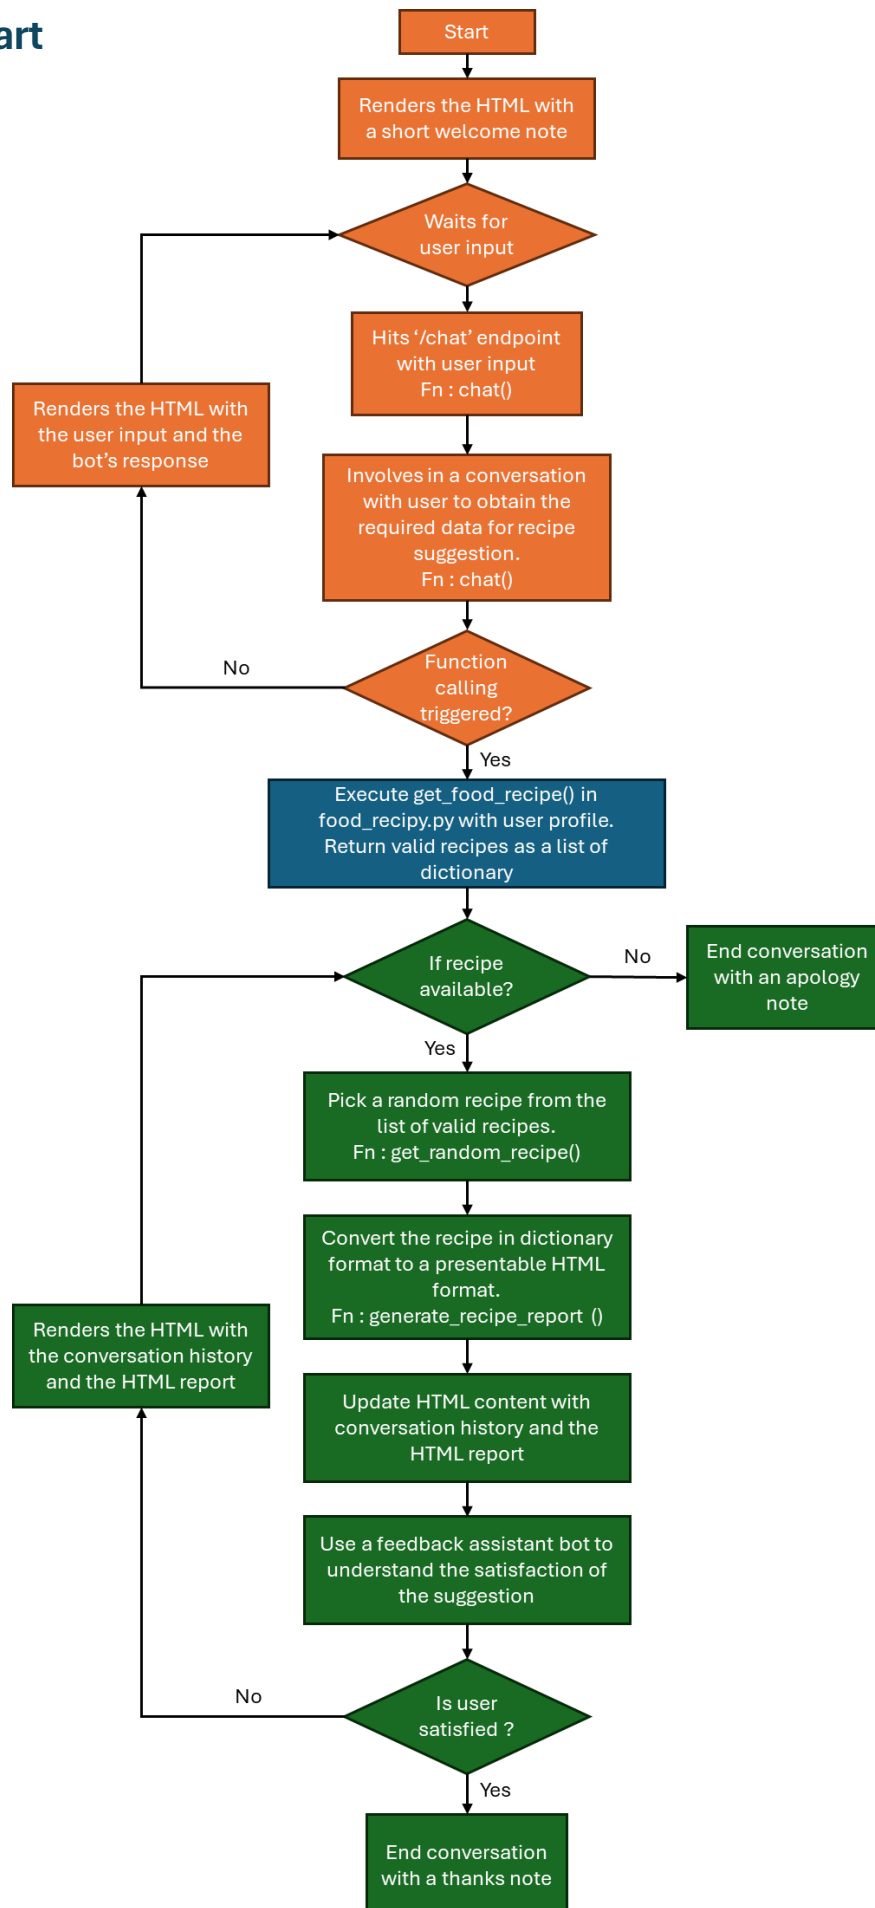 art
Start
Renders the HTML with
a short welcome note
Waits for
user input
Hits ‘/chat’ endpoint
with user input
Fn : chat()
Renders the HTML with
the user input and the
bot’s response
Involves in a conversation
with user to obtain the
required data for recipe
suggestion.
Fn : chat()
No
Function
calling
triggered?
Yes
Execute get_food_recipe() in
food_recipy.py with user profile.
Return valid recipes as a list of
dictionary
If recipe
available?
No
End conversation
with an apology
note
Yes
Pick a random recipe from the
list of valid recipes.
Fn : get_random_recipe()
Convert the recipe in dictionary
format to a presentable HTML
format.
Fn : generate_recipe_report ()
Renders the HTML with
the conversation history
and the HTML report
Update HTML content with
conversation history and the
HTML report
Use a feedback assistant bot to
understand the satisfaction of
the suggestion
No
Is user
satisfied ?
Yes
End conversation
with a thanks note